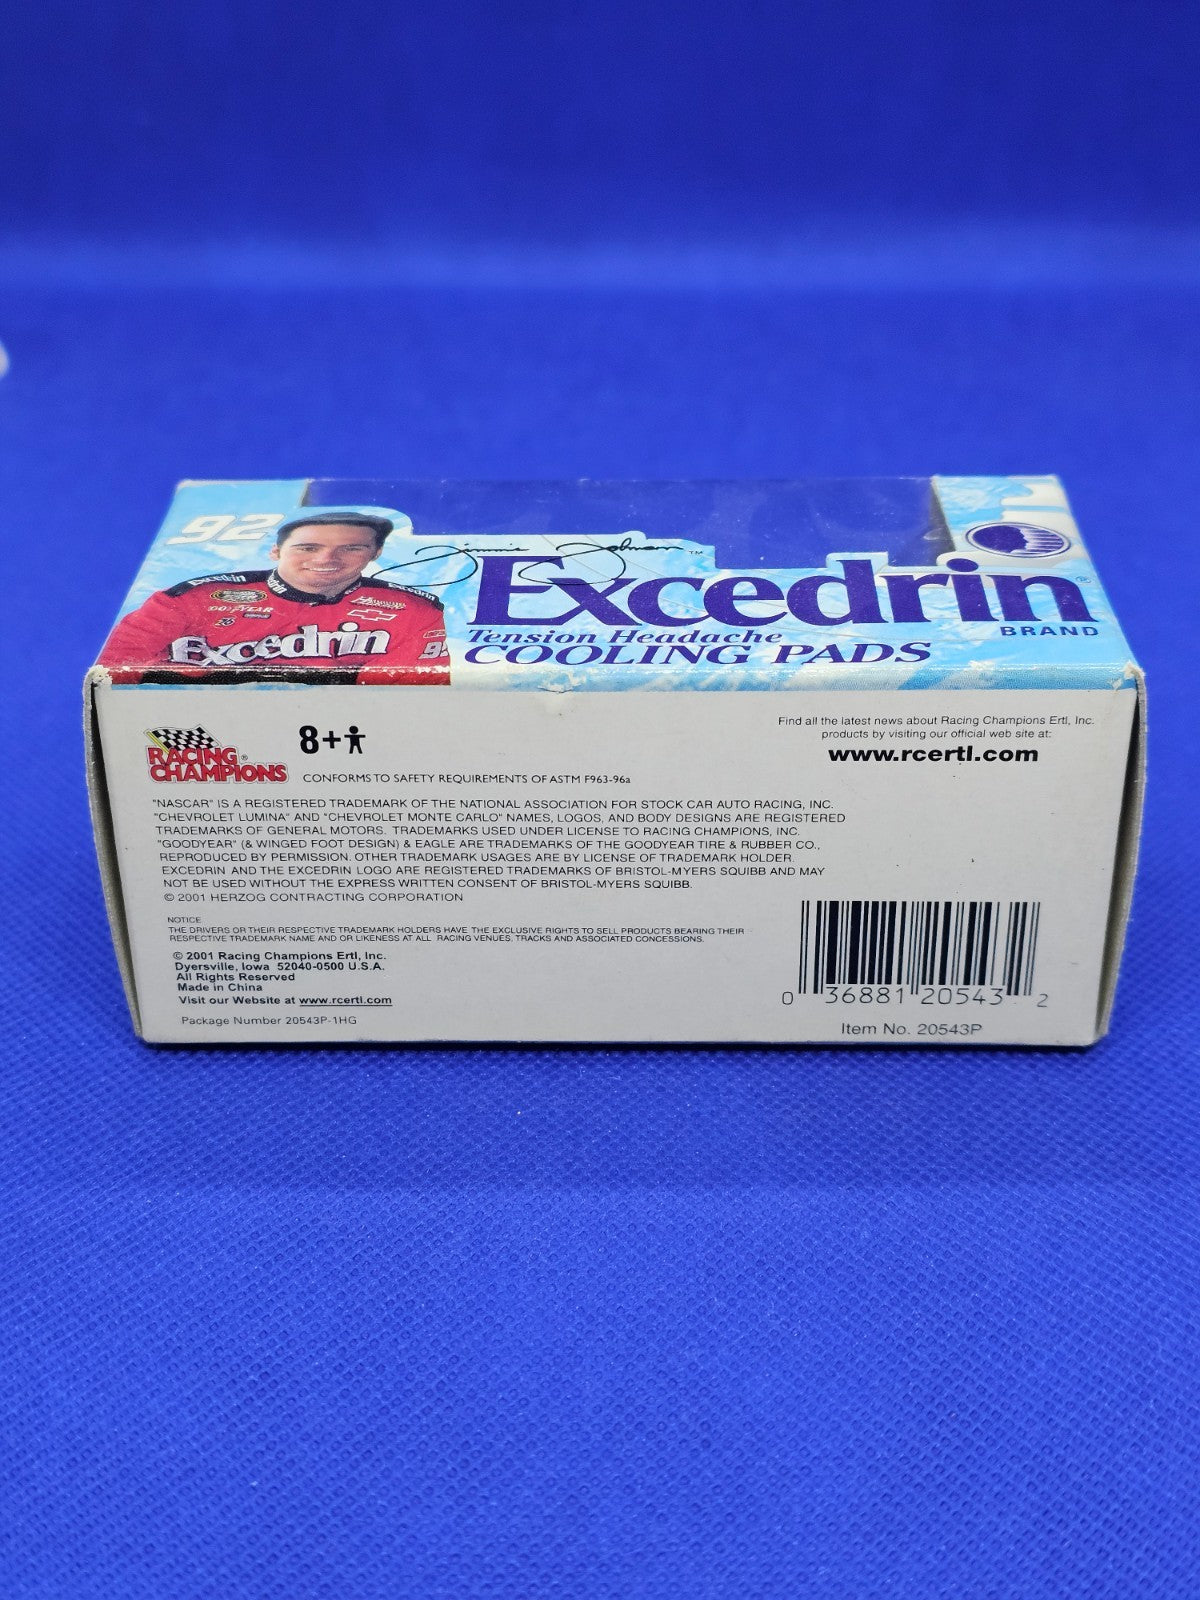 92
Jimmie Johnson ™
Excedrin®
BRAND
Tension Headache
COOLING PADS
Excedrin
Excedrin
GOODYEAR
Excedrin
RACING®
CHAMPIONS
8+
CONFORMS TO SAFETY REQUIREMENTS OF ASTM F963-96a
Find all the latest news about Racing Champions Ertl, Inc.
products by visiting our official web site at:
www.rcertl.com
"NASCAR" IS A REGISTERED TRADEMARK OF THE NATIONAL ASSOCIATION FOR STOCK CAR AUTO RACING, INC.
"CHEVROLET LUMINA" AND "CHEVROLET MONTE CARLO" NAMES, LOGOS, AND BODY DESIGNS ARE REGISTERED
TRADEMARKS OF GENERAL MOTORS. TRADEMARKS USED UNDER LICENSE TO RACING CHAMPIONS, INC.
"GOODYEAR" (& WINGED FOOT DESIGN) & EAGLE ARE TRADEMARKS OF THE GOODYEAR TIRE & RUBBER CO.,
REPRODUCED BY PERMISSION. OTHER TRADEMARK USAGES ARE BY LICENSE OF TRADEMARK HOLDER.
EXCEDRIN AND THE EXCEDRIN LOGO ARE REGISTERED TRADEMARKS OF BRISTOL-MYERS SQUIBB AND MAY
NOT BE USED WITHOUT THE EXPRESS WRITTEN CONSENT OF BRISTOL-MYERS SQUIBB.
© 2001 HERZOG CONTRACTING CORPORATION
NOTICE
THE DRIVERS OR THEIR RESPECTIVE TRADEMARK HOLDERS HAVE THE EXCLUSIVE RIGHTS TO SELL PRODUCTS BEARING THEIR
RESPECTIVE TRADEMARK NAME AND OR LIKENESS AT ALL RACING VENUES, TRACKS AND ASSOCIATED CONCESSIONS.
© 2001 Racing Champions Ertl, Inc.
Dyersville, Iowa 52040-0500 U.S.A.
All Rights Reserved
Made in China
Visit our Website at www.rcertl.com
Package Number 20543P-1HG
0 36881 20543 2
Item No. 20543P